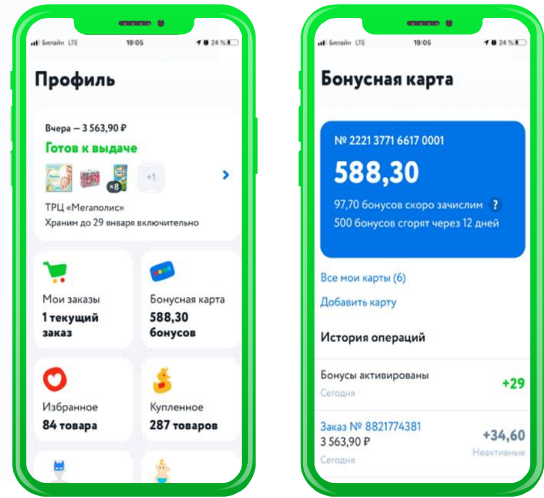 Билайн LTE 19:05 24 %
Профиль
Вчера — 3 563,90 ₽
Готов к выдаче
×8
+1
ТРЦ «Мегаполис»
Храним до 29 января включительно
Мои заказы
1 текущий
заказ
Бонусная карта
588,30
бонусов
Избранное
84 товара
Купленное
287 товаров
Билайн LTE 19:05 24 %
Бонусная карта
№ 2221 3771 6617 0001
588,30
97,70 бонусов скоро зачислим ?
500 бонусов сгорят через 12 дней
Все мои карты (6)
Добавить карту
История операций
Бонусы активированы
+29
Сегодня
Заказ № 8821774381
3 563,90 ₽
+34,60
Неактивные
Сегодня